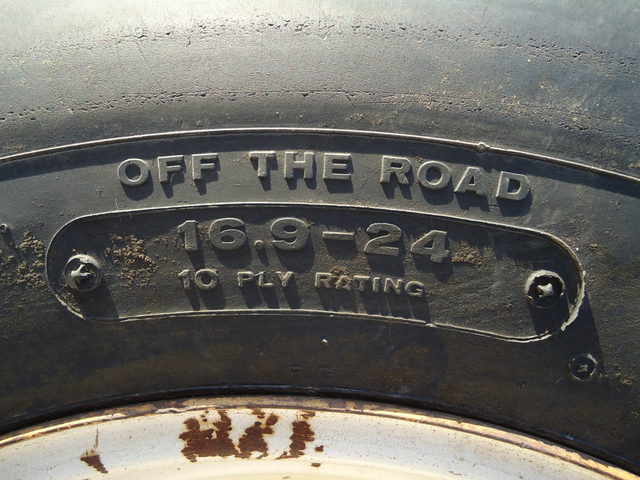 OFF THE ROAD
16.9-24
10 PLY RATING